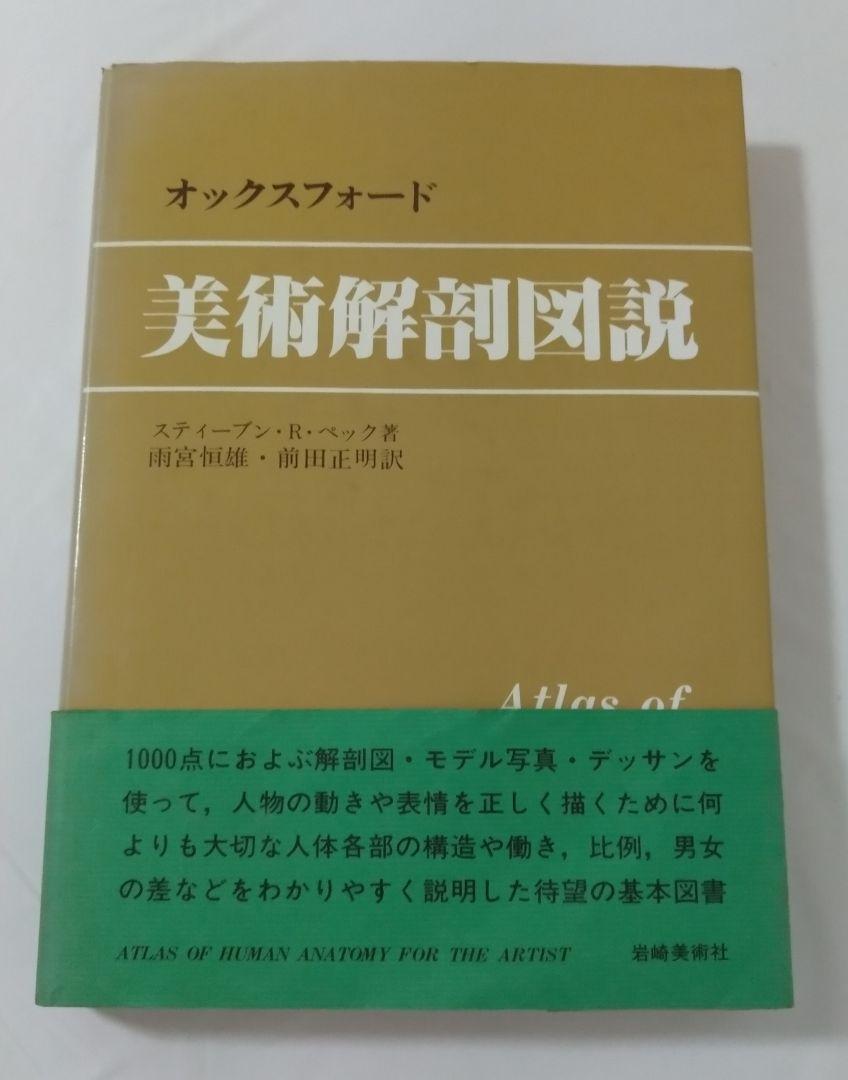 オックスフォード
美術解剖図説
スティーブン・R・ペック著
雨宮恒雄・前田正明訳
Atlas of
1000点におよぶ解剖図・モデル写真・デッサンを
使って，人物の動きや表情を正しく描くために何
よりも大切な人体各部の構造や働き，比例，男女
の差などをわかりやすく説明した待望の基本図書
ATLAS OF HUMAN ANATOMY FOR THE ARTIST 岩崎美術社